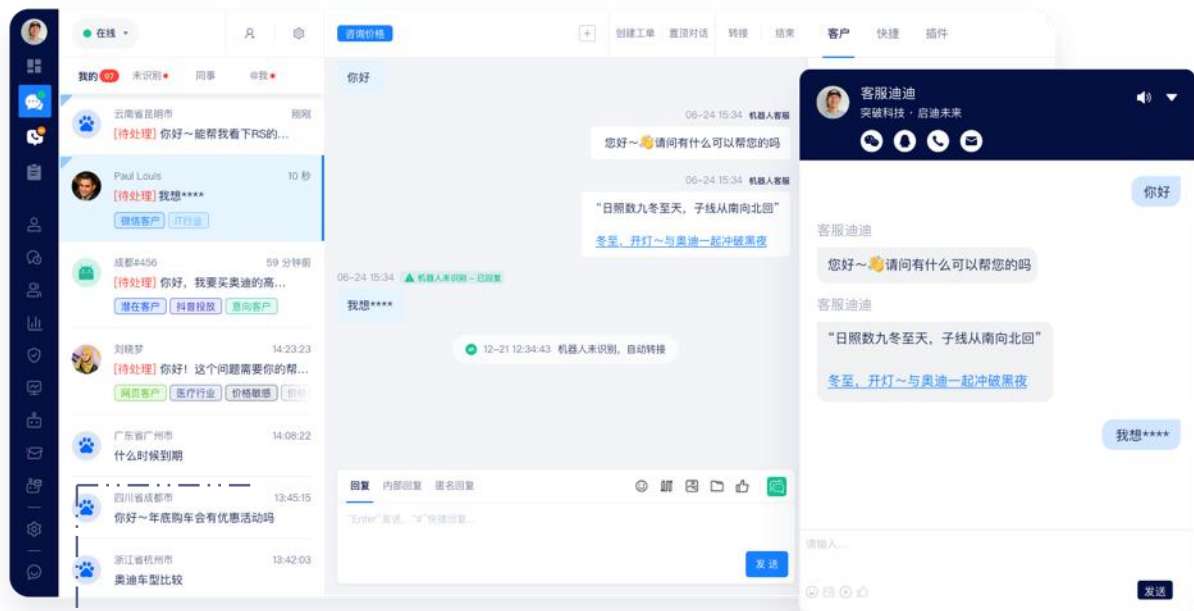 在线
咨询价格
创建工单 置顶对话 转接 结束
客户 快捷 插件
我的 97 未识别 同事 @我
云南省昆明市 刚刚
[待处理] 你好~能帮我看下RS的...
Paul Louis 10 秒
[待处理] 我想****
微信客户 IT行业
成都#456 59 分钟前
[待处理] 你好，我要买奥迪的高...
潜在客户 抖音投放 意向客户
刘晓梦 14:23:23
[待处理] 你好！这个问题需要你的帮...
网页客户 医疗行业 价格敏感
广东省广州市 14:08:22
什么时候到期
四川省成都市 13:45:15
你好~年底购车会有优惠活动吗
浙江省杭州市 13:42:03
奥迪车型比较
你好
06-24 15:34 机器人客服
您好~👋请问有什么可以帮您的吗
06-24 15:34 机器人客服
“日照数九冬至天，子线从南向北回”
冬至，开灯~与奥迪一起冲破黑夜
06-24 15:34 机器人未识别 - 已回复
我想****
12-21 12:34:43 机器人未识别，自动转接
回复 内部回复 匿名回复
"Enter"发送，"#"快捷回复...
发送
客服迪迪
突破科技 · 启迪未来
你好
客服迪迪
您好~👋请问有什么可以帮您的吗
客服迪迪
“日照数九冬至天，子线从南向北回”
冬至，开灯~与奥迪一起冲破黑夜
我想****
请输入...
发送